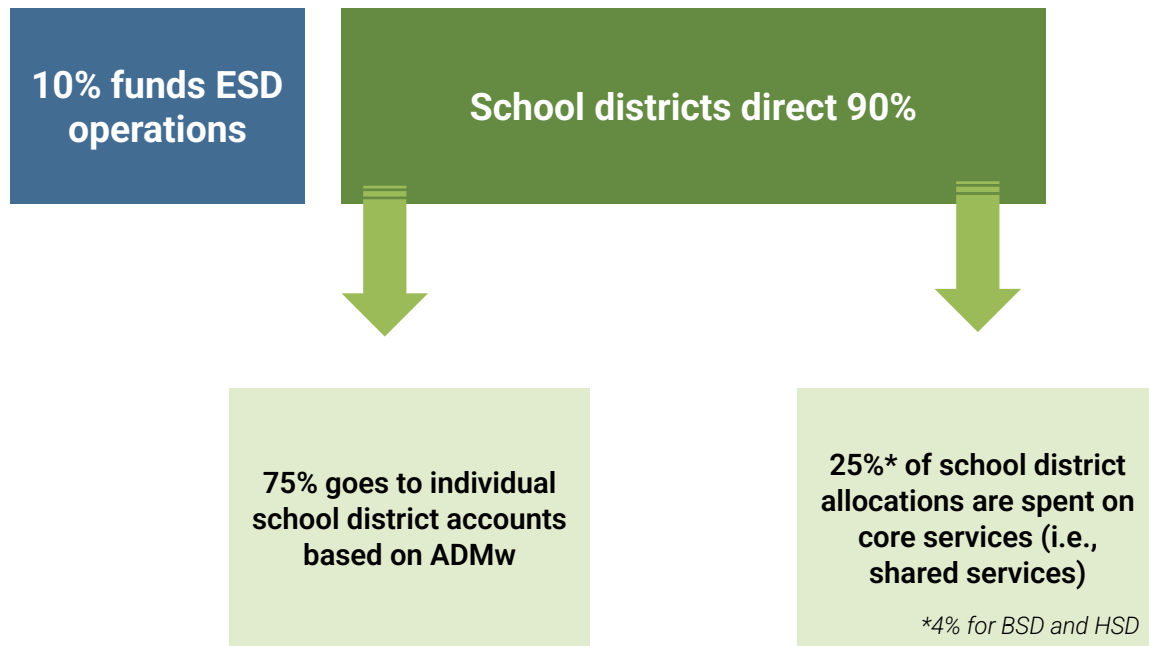 10% funds ESD
operations
School districts direct 90%
75% goes to individual
school district accounts
based on ADMw
25%* of school district
allocations are spent on
core services (i.e.,
shared services)
*4% for BSD and HSD